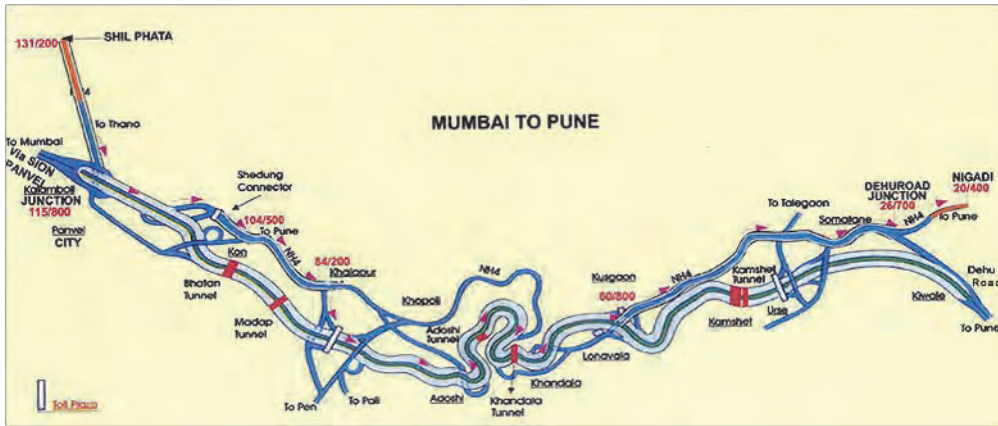 131/200
SHIL PHATA
To Thana
MUMBAI TO PUNE
To Mumbai
Via SION
PANVEL
Kalamboli
JUNCTION
115/800
Panvel
CITY
Shedung
Connector
104/500
To Pune
NH4
Kon
Bhatan
Tunnel
84/200
Khalapur
Madap
Tunnel
Khopoli
NH4
Adoshi
Tunnel
To Pen
To Pali
Adoshi
Khandala
Tunnel
Khandala
Lonavala
Kusgaon
60/800
NH4
Kamshet
Tunnel
Kamshet
To Talegaon
Urse
Somatane
DEHUROAD
JUNCTION
26/700
NH4
NIGADI
20/400
To Pune
Dehu
Road
Kiwale
To Pune
Toll Plaza